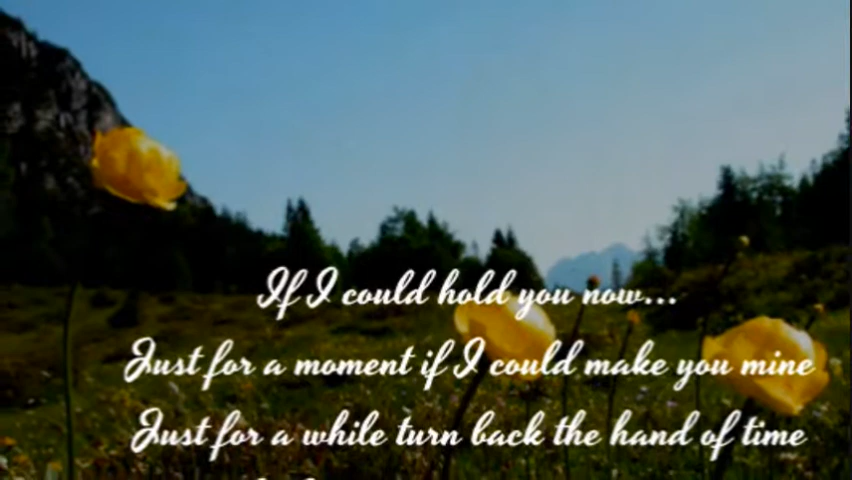 If I could hold you now...
Just for a moment if I could make you mine
Just for a while turn back the hand of time